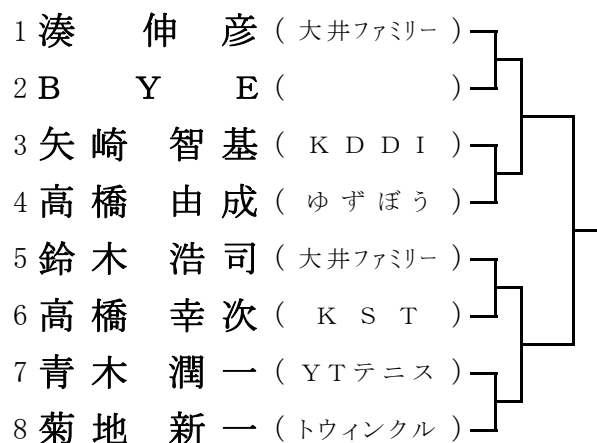 1 湊 伸 彦 ( 大井ファミリー )
2 B Y E ( )
3 矢 崎 智 基 ( K D D I )
4 高 橋 由 成 ( ゆ ず ぼ う )
5 鈴 木 浩 司 ( 大井ファミリー )
6 高 橋 幸 次 ( K S T )
7 青 木 潤 一 ( YTテニス )
8 菊 地 新 一 ( トウィンクル )